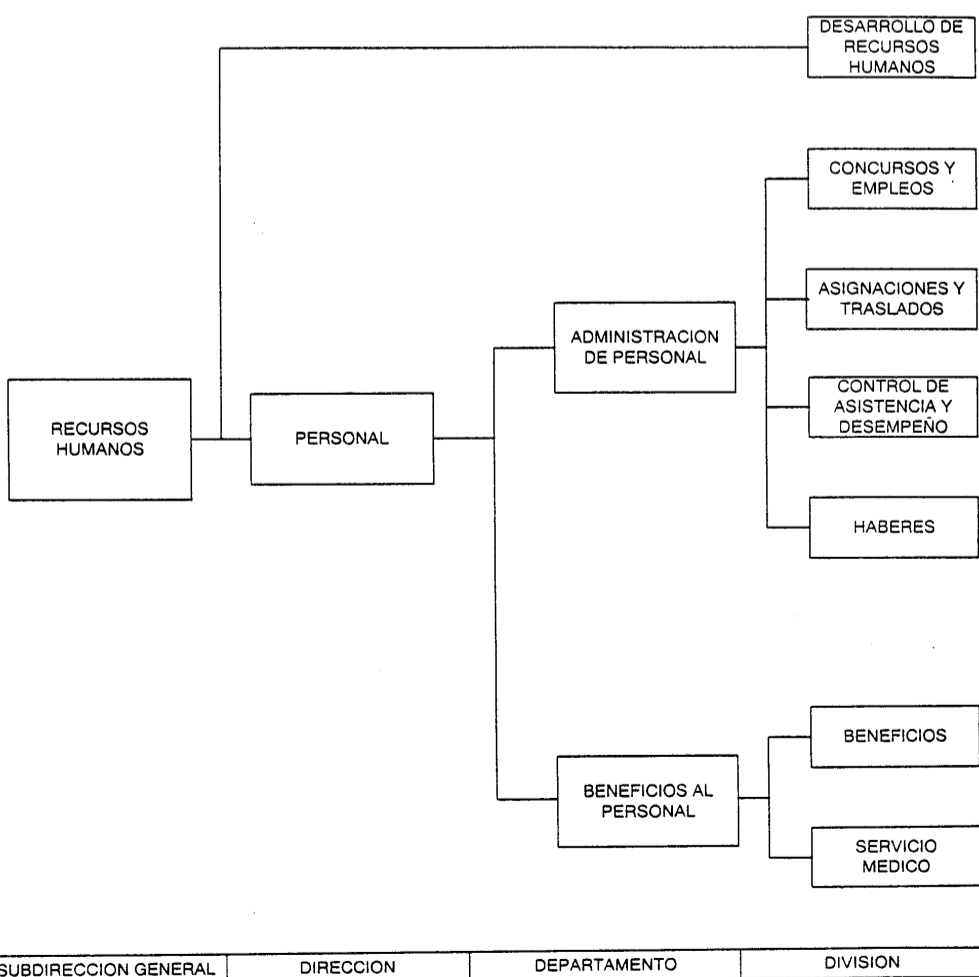 DESARROLLO DE
RECURSOS
HUMANOS
CONCURSOS Y
EMPLEOS
ASIGNACIONES Y
TRASLADOS
ADMINISTRACION
DE PERSONAL
CONTROL DE
ASISTENCIA Y
DESEMPEÑO
RECURSOS
HUMANOS
PERSONAL
HABERES
BENEFICIOS
BENEFICIOS AL
PERSONAL
SERVICIO
MEDICO
SUBDIRECCION GENERAL
DIRECCION
DEPARTAMENTO
DIVISION